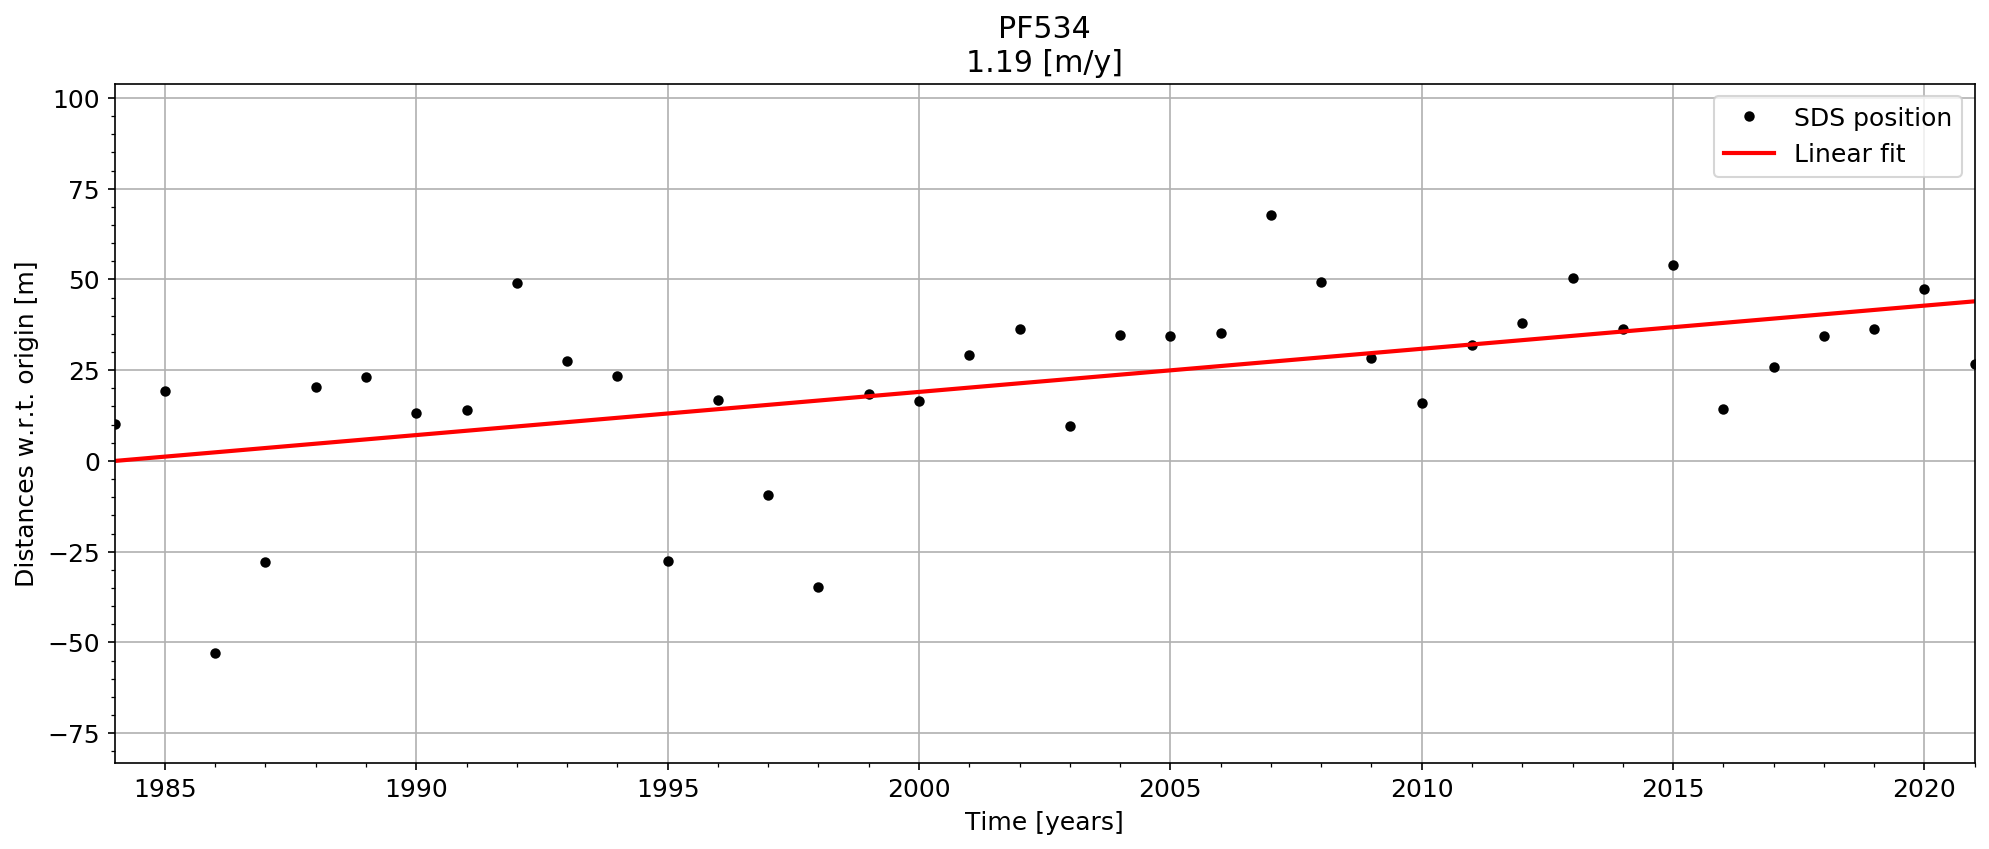 PF534
1.19 [m/y]
SDS position
Linear fit
Distances w.r.t. origin [m]
100
75
50
25
0
−25
−50
−75
1985 1990 1995 2000 2005 2010 2015 2020
Time [years]